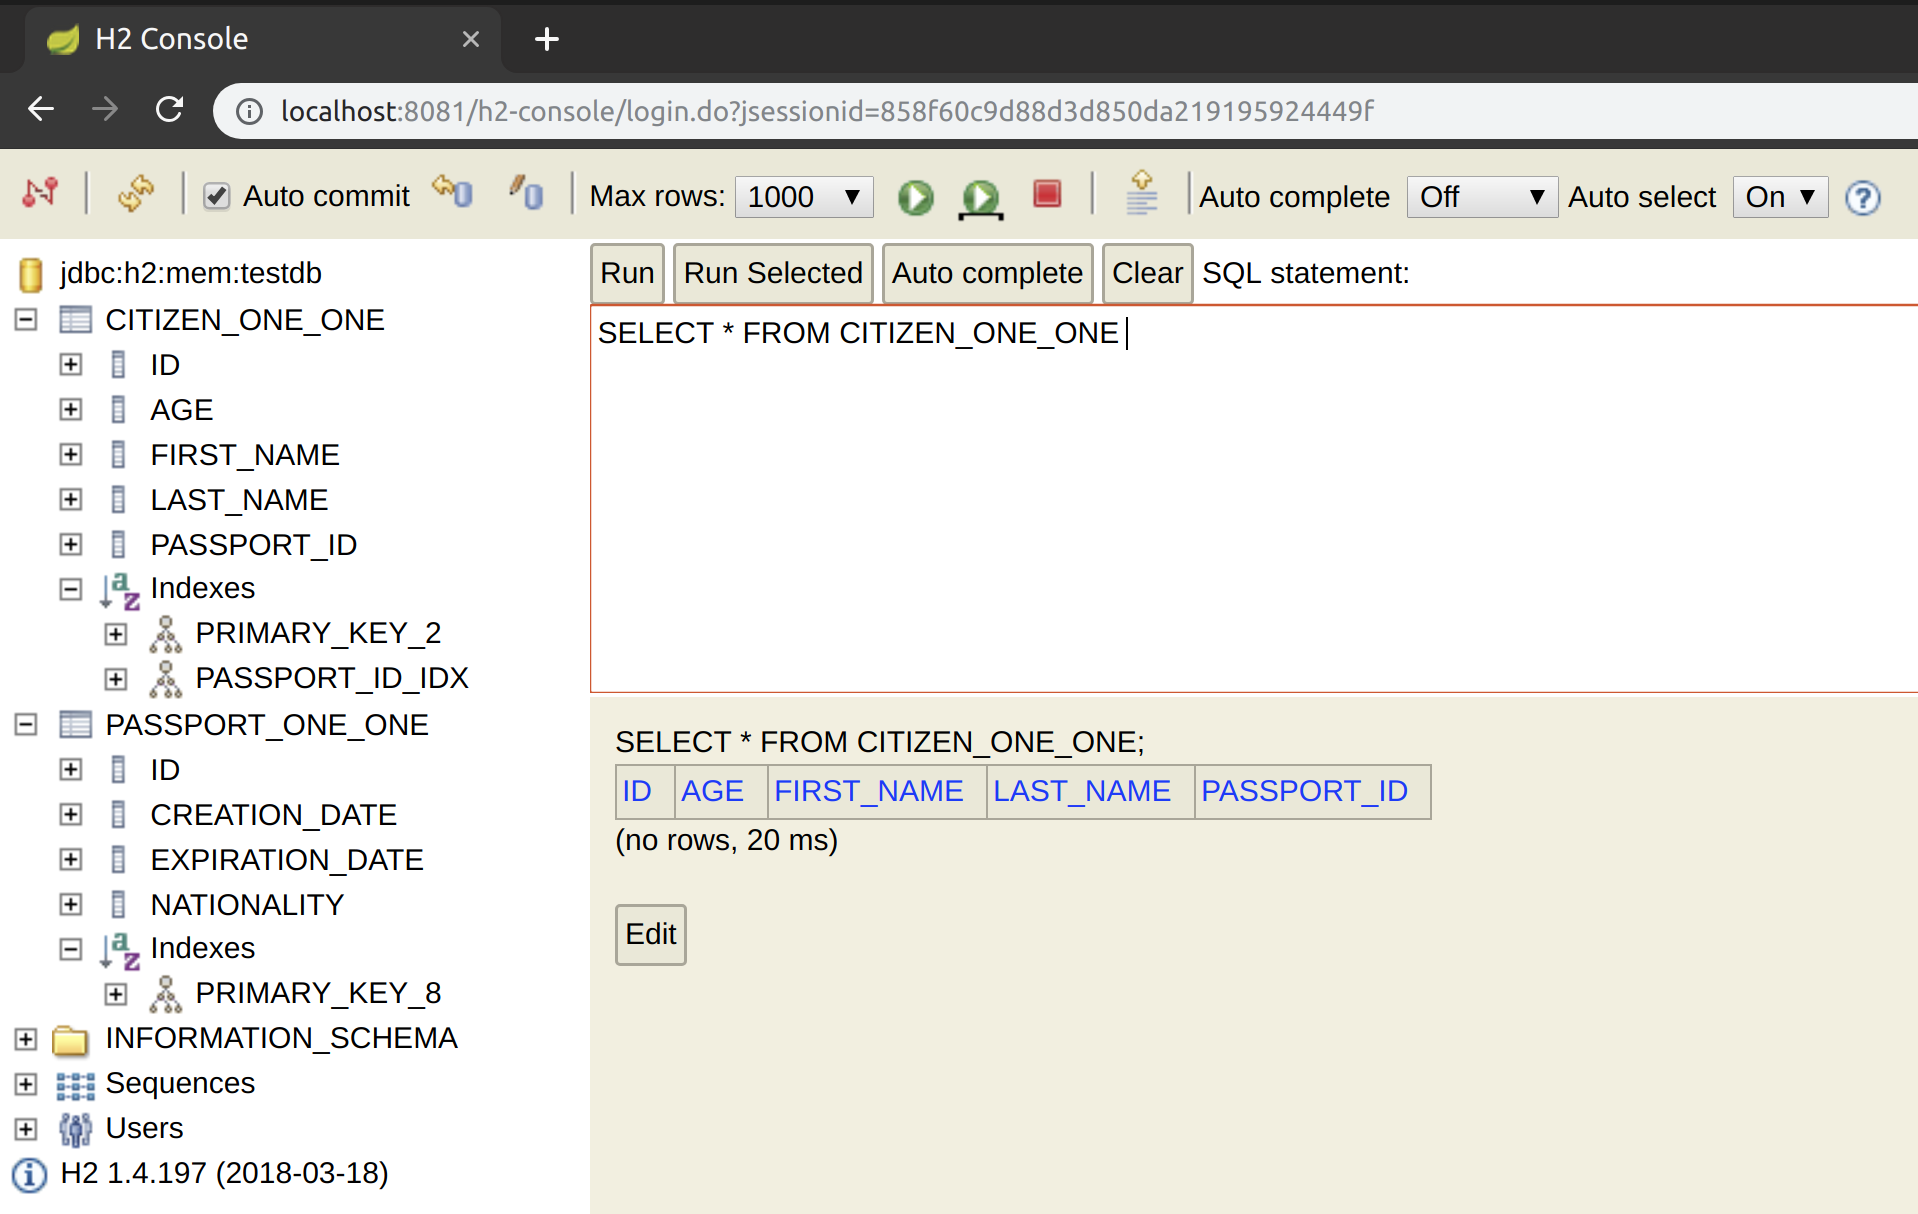 H2 Console
localhost:8081/h2-console/login.do?jsessionid=858f60c9d88d3d850da219195924449f
Auto commit Max rows: 1000 Auto complete Off Auto select On
jdbc:h2:mem:testdb
CITIZEN_ONE_ONE
ID
AGE
FIRST_NAME
LAST_NAME
PASSPORT_ID
Indexes
PRIMARY_KEY_2
PASSPORT_ID_IDX
PASSPORT_ONE_ONE
ID
CREATION_DATE
EXPIRATION_DATE
NATIONALITY
Indexes
PRIMARY_KEY_8
INFORMATION_SCHEMA
Sequences
Users
H2 1.4.197 (2018-03-18)
Run Run Selected Auto complete Clear SQL statement:
SELECT * FROM CITIZEN_ONE_ONE
SELECT * FROM CITIZEN_ONE_ONE;
ID AGE FIRST_NAME LAST_NAME PASSPORT_ID
(no rows, 20 ms)
Edit